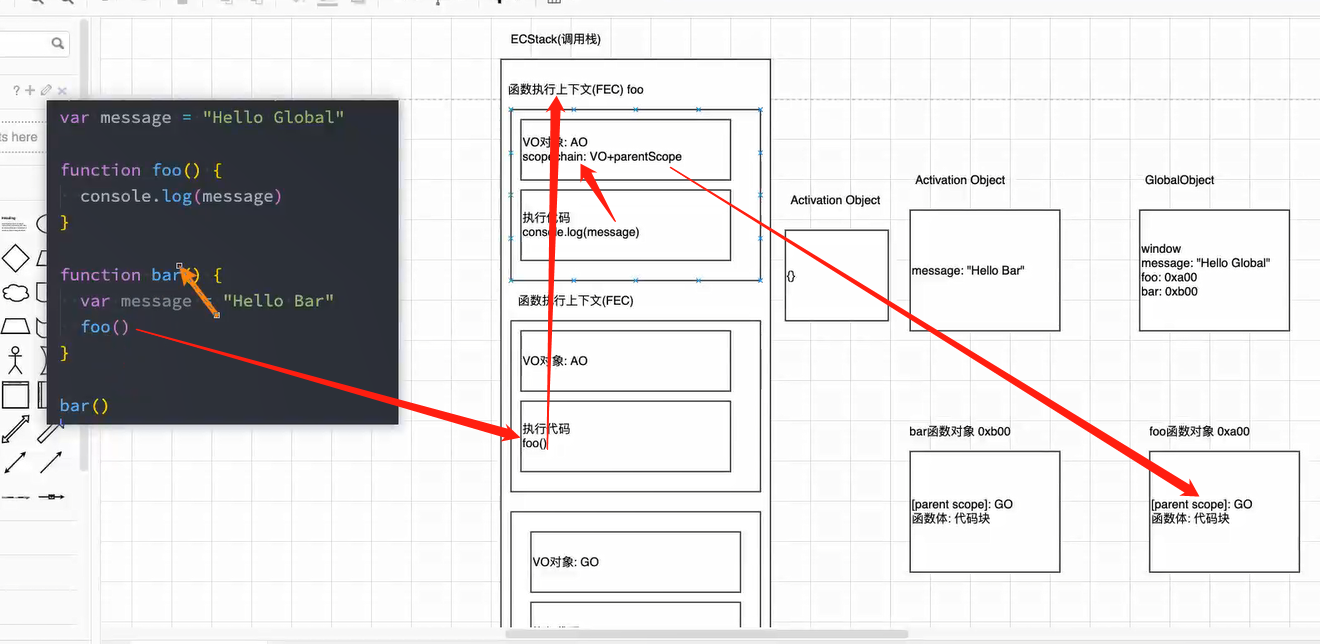 ECStack(调用栈)
? + 
ts here
var message = "Hello Global"
function foo() {
console.log(message)
}
function bar() {
var message = "Hello Bar"
foo()
}
bar()
函数执行上下文(FEC) foo
VO对象: AO
scopechain: VO+parentScope
执行代码
console.log(message)
函数执行上下文(FEC)
VO对象: AO
执行代码
foo()
VO对象: GO
Activation Object
{}
Activation Object
message: "Hello Bar"
GlobalObject
window
message: "Hello Global"
foo: 0xa00
bar: 0xb00
bar函数对象 0xb00
[parent scope]: GO
函数体: 代码块
foo函数对象 0xa00
[parent scope]: GO
函数体: 代码块